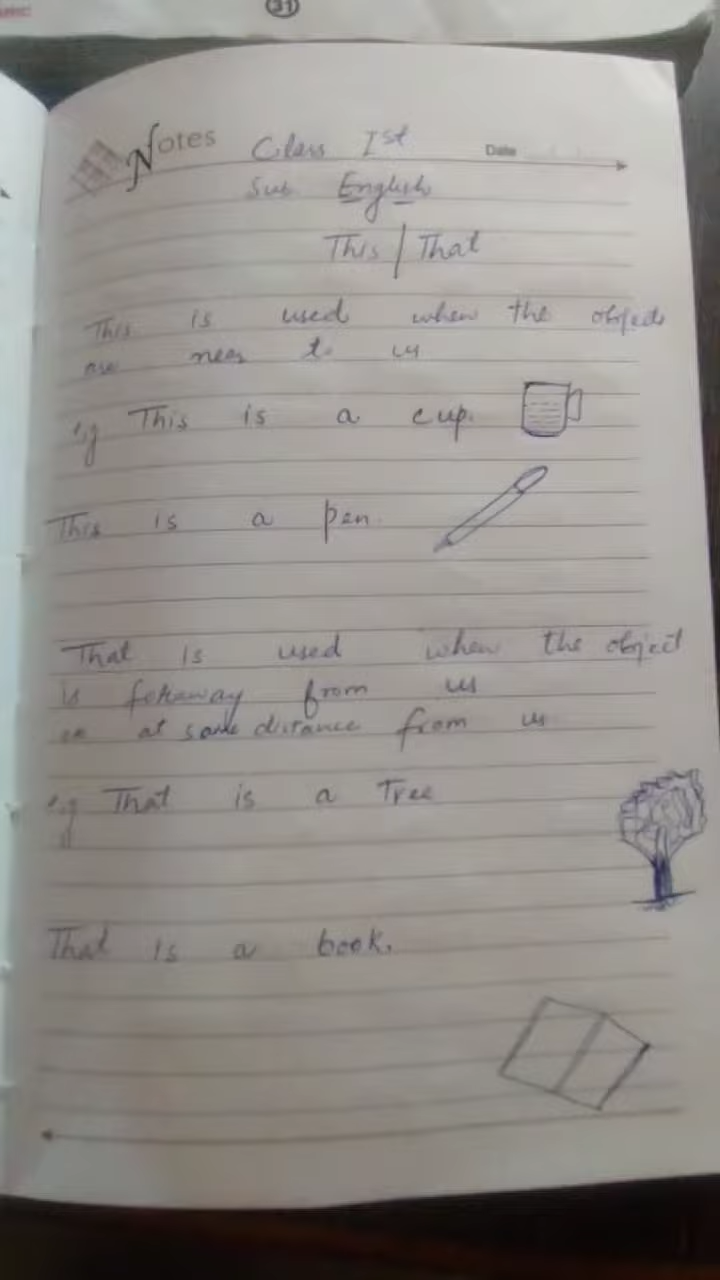 31
Notes Class Ist Date
Sub English
This / That
This is used when the objects
are near to us
e.g This is a cup.
This is a pen.
That is used when the object
is foraway from us
or at some distance from us
e.g That is a Tree
That is a book.